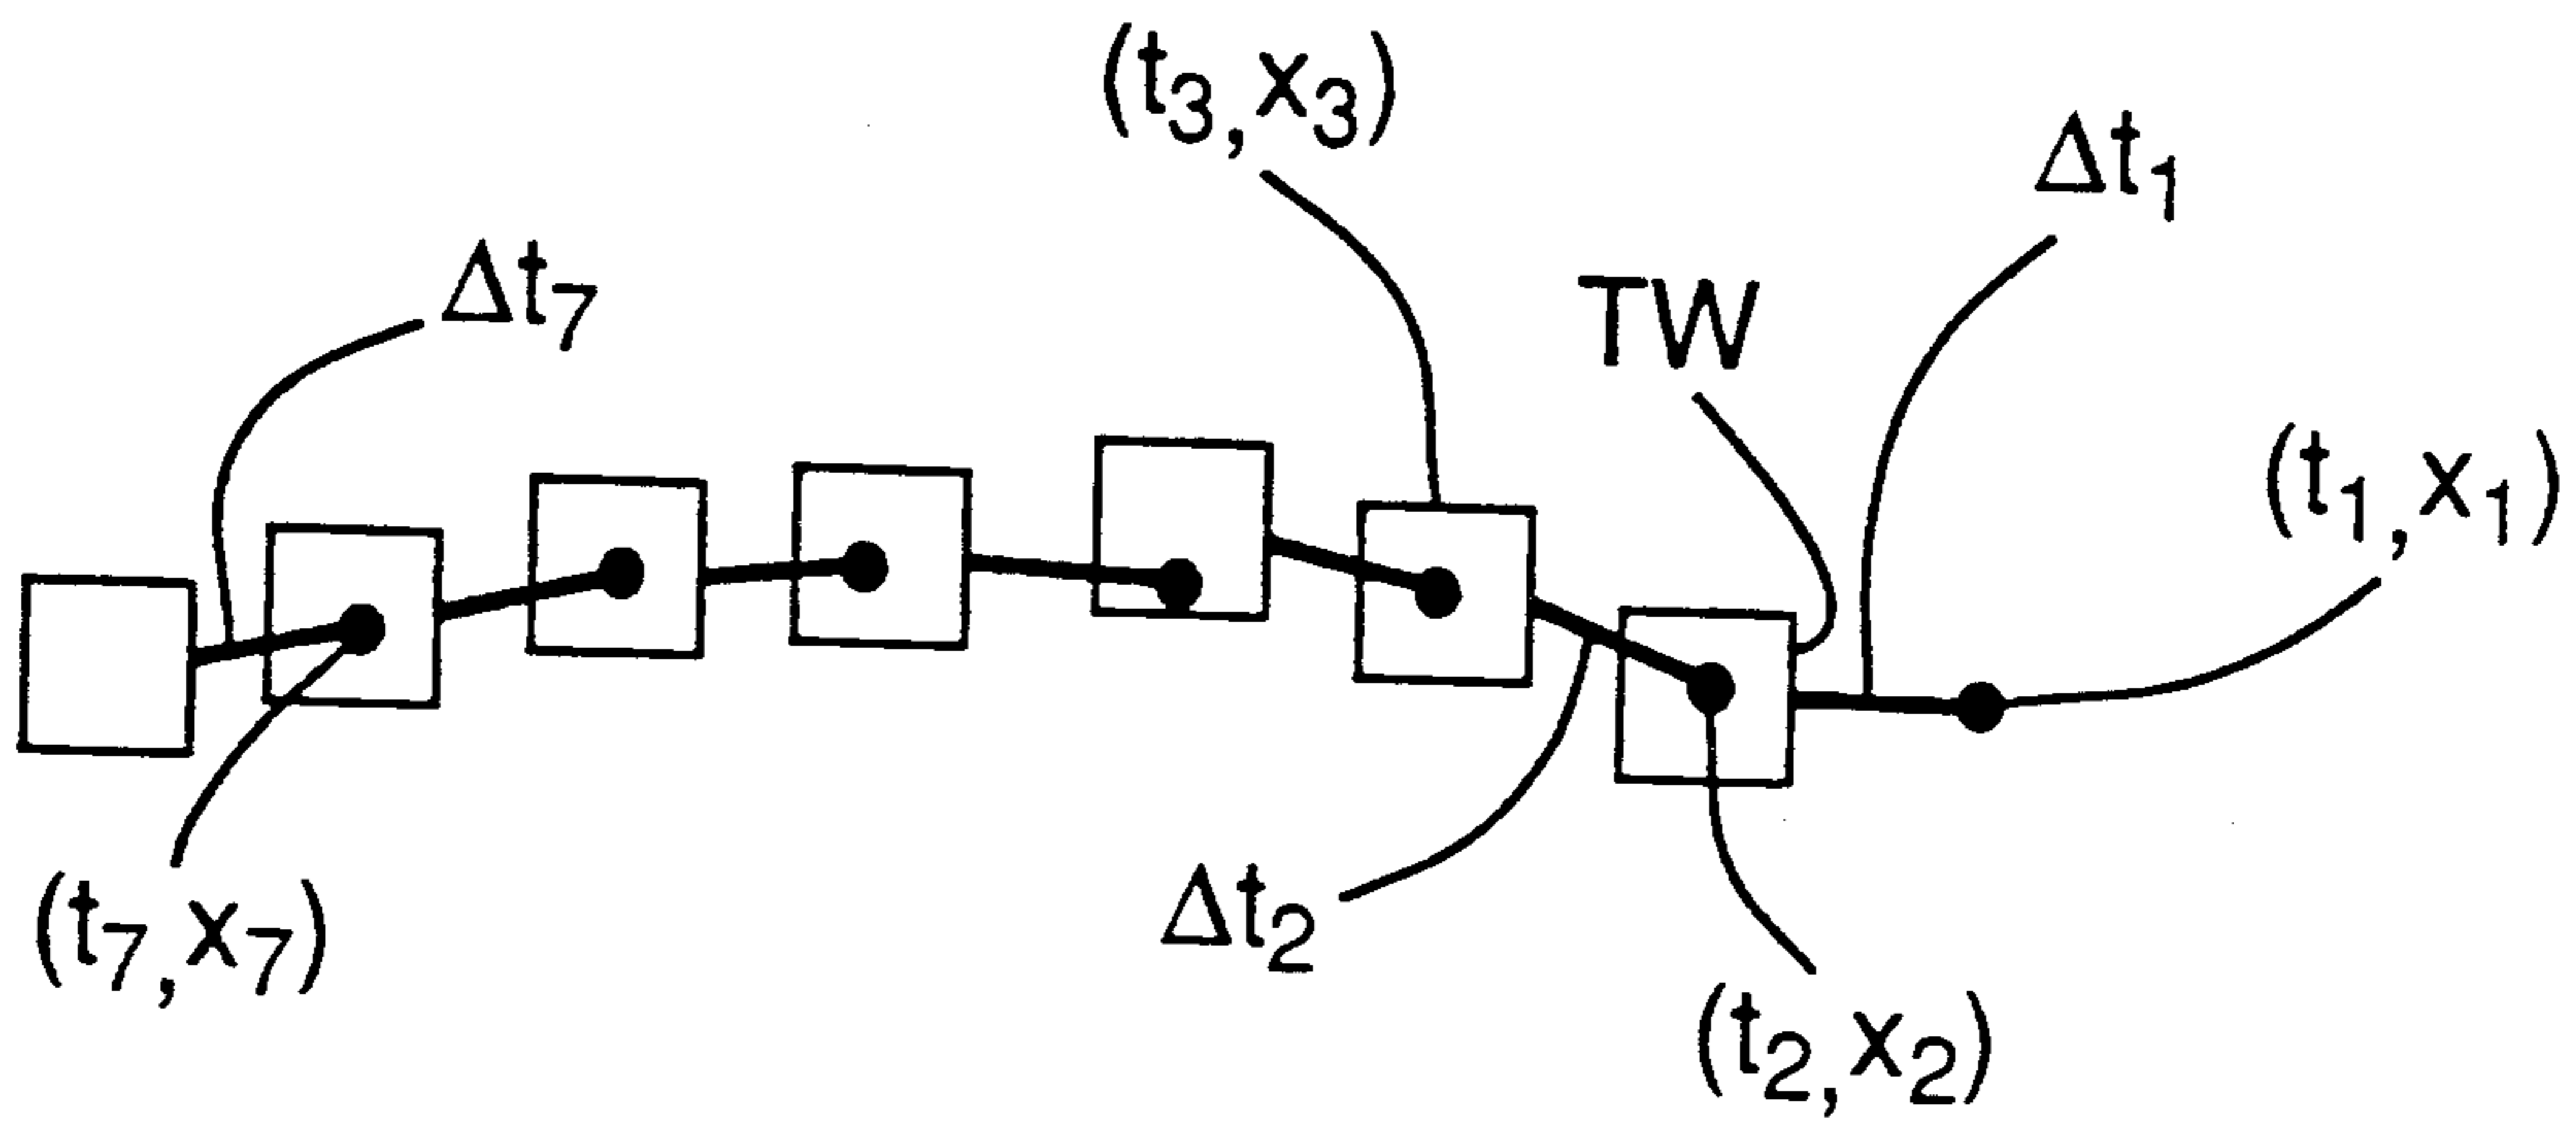 (t3,x3)
Δt1
Δt7
TW
(t1,x1)
(t7,x7)
Δt2
(t2,x2)